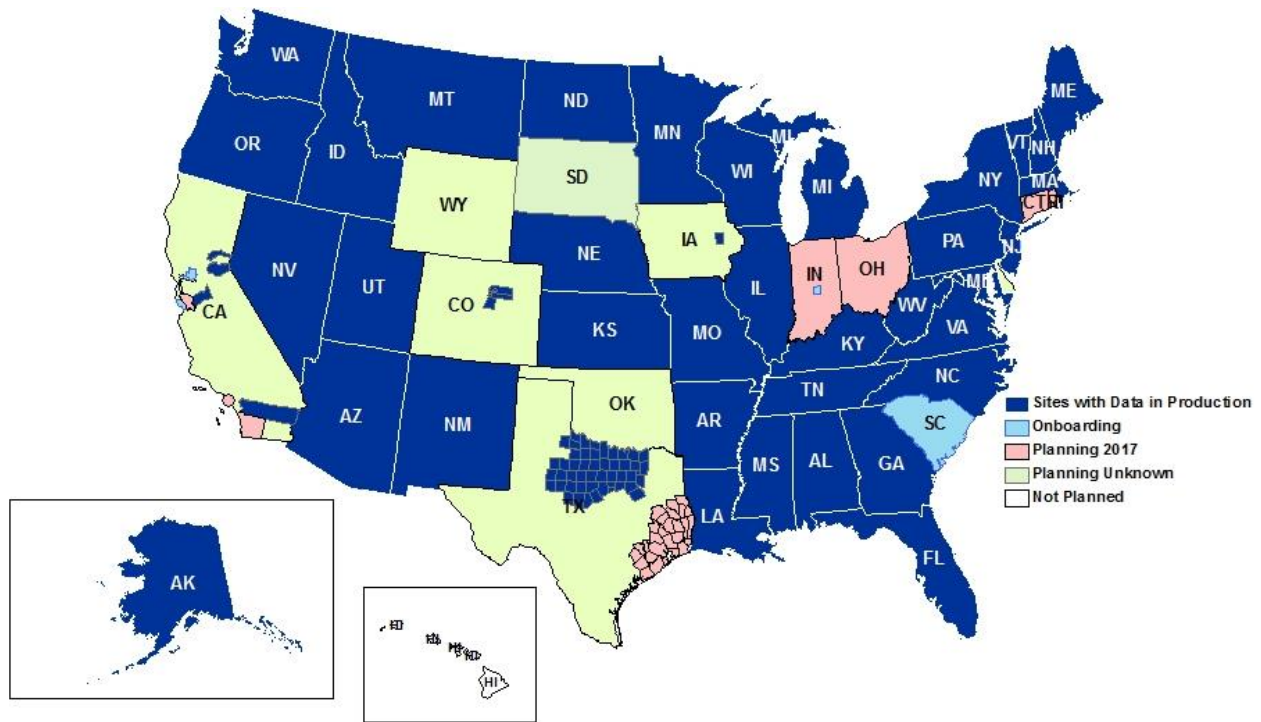 WA
MT
ND
ME
MN
VT
NH
OR
ID
MI
WI
NY
MA
SD
MI
WY
CT
RI
IA
PA
NJ
NE
OH
IN
MD
NV
UT
IL
CO
WV
VA
CA
KS
MO
KY
NC
TN
OK
AZ
NM
AR
SC
MS
AL
GA
TX
LA
FL
Sites with Data in Production
Onboarding
Planning 2017
Planning Unknown
Not Planned
AK
HI